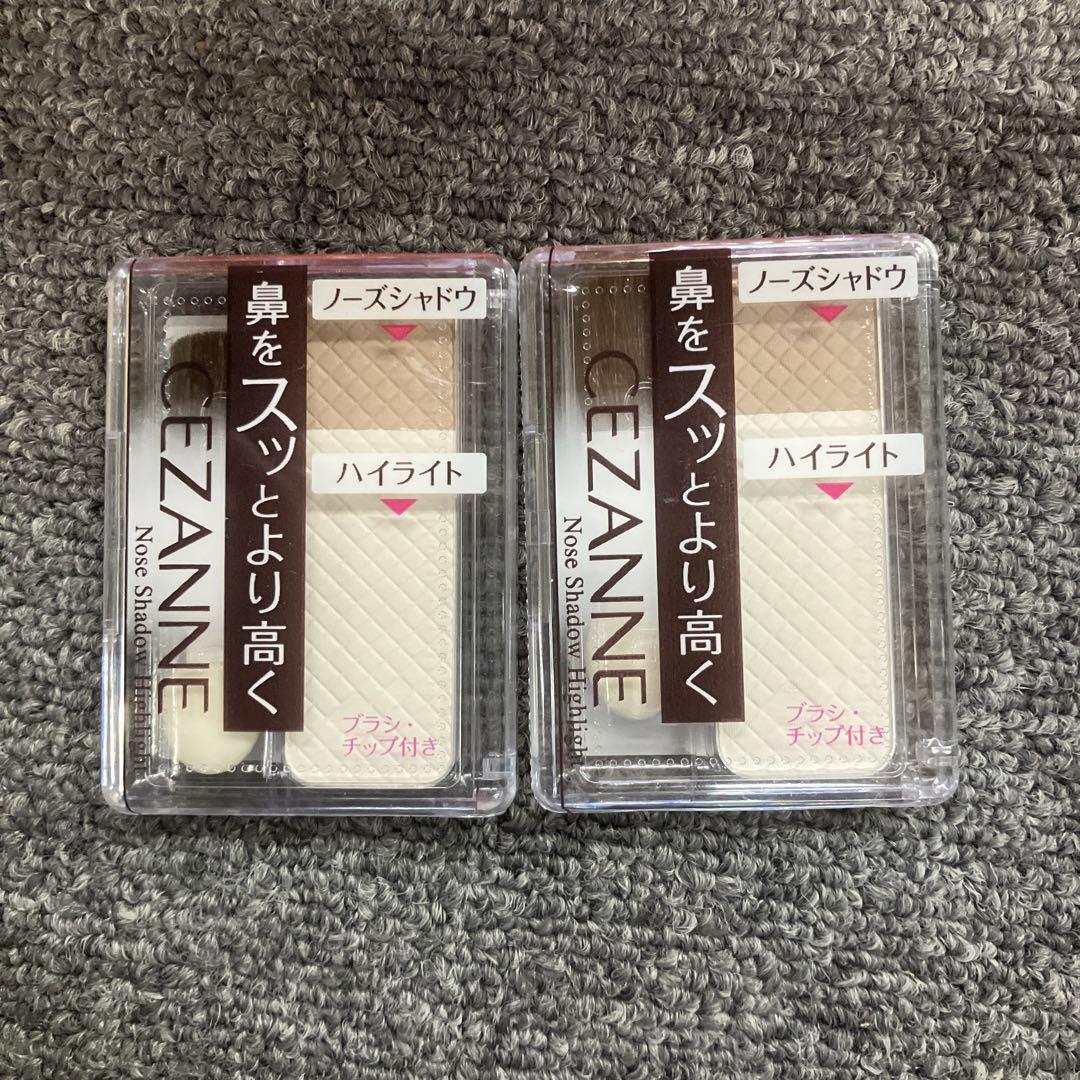 鼻をスッとより高く
ノーズシャドウ
ハイライト
CEZANNE
Nose Shadow Highlight
ブラシ・
チップ付き
鼻をスッとより高く
ノーズシャドウ
ハイライト
CEZANNE
Nose Shadow Highlight
ブラシ・
チップ付き